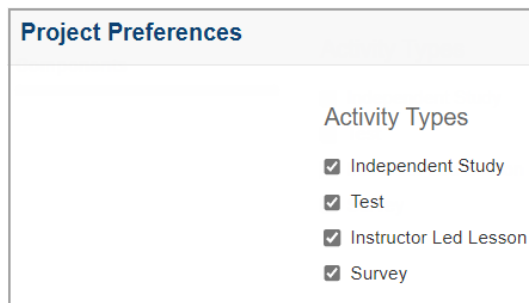 Project Preferences
Activity Types
Independent Study
Test
Instructor Led Lesson
Survey